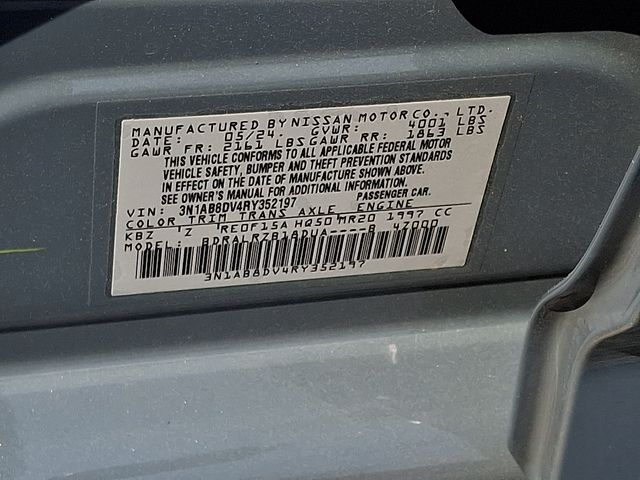 MANUFACTURED BY NISSAN MOTOR CO., LTD.
DATE: 05/24 GVWR: 4001 LBS
GAWR FR: 2161 LBS GAWR RR: 1863 LBS
THIS VEHICLE CONFORMS TO ALL APPLICABLE FEDERAL MOTOR
VEHICLE SAFETY, BUMPER, AND THEFT PREVENTION STANDARDS
IN EFFECT ON THE DATE OF MANUFACTURE SHOWN ABOVE.
SEE OWNER'S MANUAL FOR ADDITIONAL INFORMATION.
VIN: 3N1AB8DV4RY352197 PASSENGER CAR.
COLOR TRIM TRANS AXLE ENGINE
KBZ Z RE0F15A HQ50 MR20 1997 CC
MODEL: BDRALRZB18DUA----B 47000
3N1AB8DV4RY352197